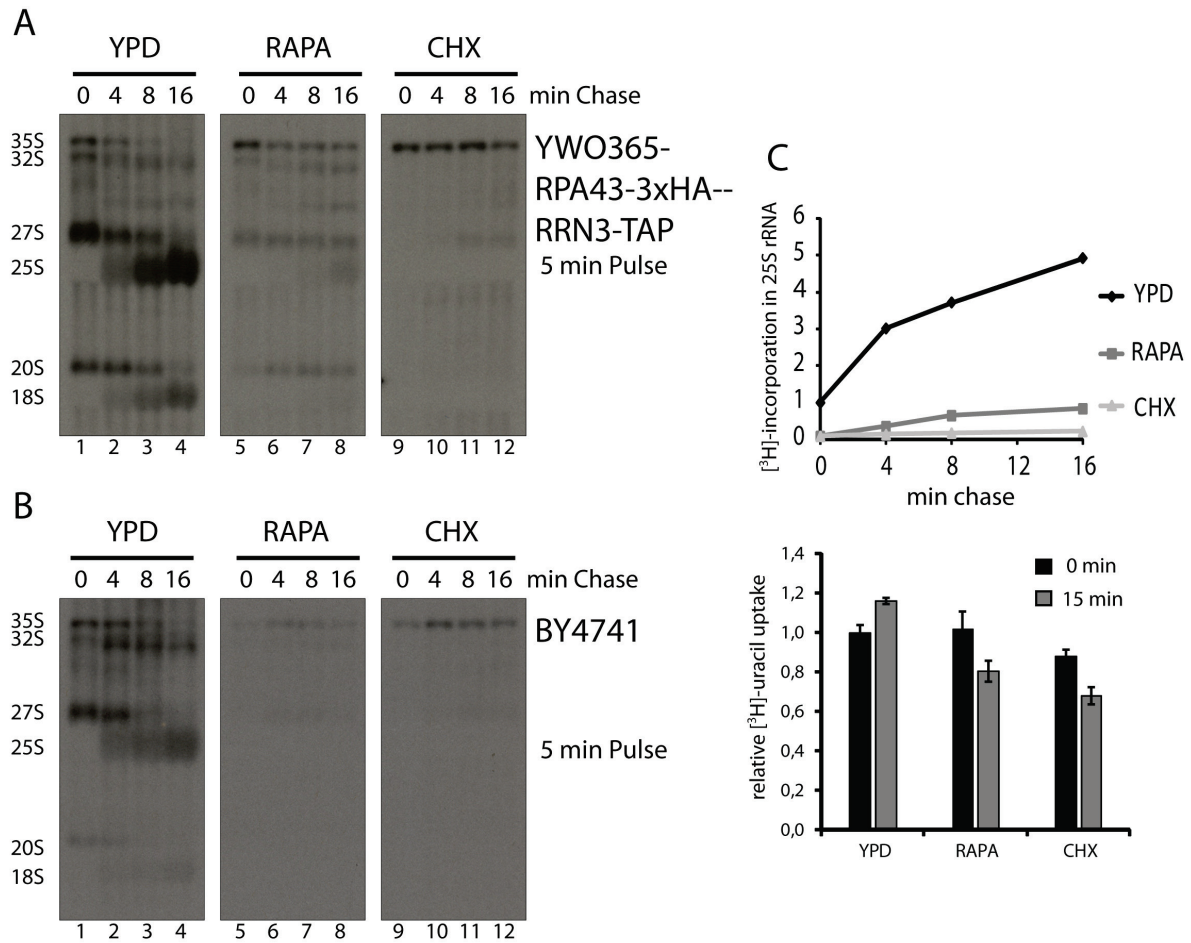 A
YPD RAPA CHX
0 4 8 16 0 4 8 16 0 4 8 16 min Chase
35S
32S
27S
25S
20S
18S
YWO365-
RPA43-3xHA--
RRN3-TAP
5 min Pulse
1 2 3 4 5 6 7 8 9 10 11 12
B
YPD RAPA CHX
0 4 8 16 0 4 8 16 0 4 8 16 min Chase
35S
32S
27S
25S
20S
18S
BY4741
5 min Pulse
1 2 3 4 5 6 7 8 9 10 11 12
C
[³H]-incorporation in 25S rRNA
6
5
4
3
2
1
0
0 4 8 12 16
min chase
YPD
RAPA
CHX
relative [³H]-uracil uptake
1,4
1,2
1,0
0,8
0,6
0,4
0,2
0,0
YPD RAPA CHX
0 min
15 min